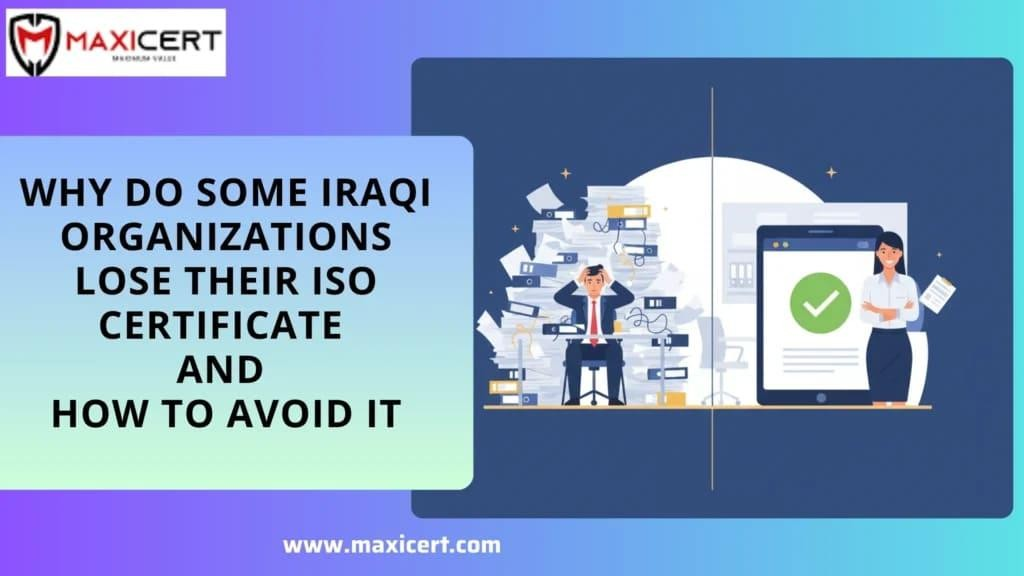 MAXICERT
MAXIMUM VALUE
WHY DO SOME IRAQI
ORGANIZATIONS
LOSE THEIR ISO
CERTIFICATE
AND
HOW TO AVOID IT
www.maxicert.com